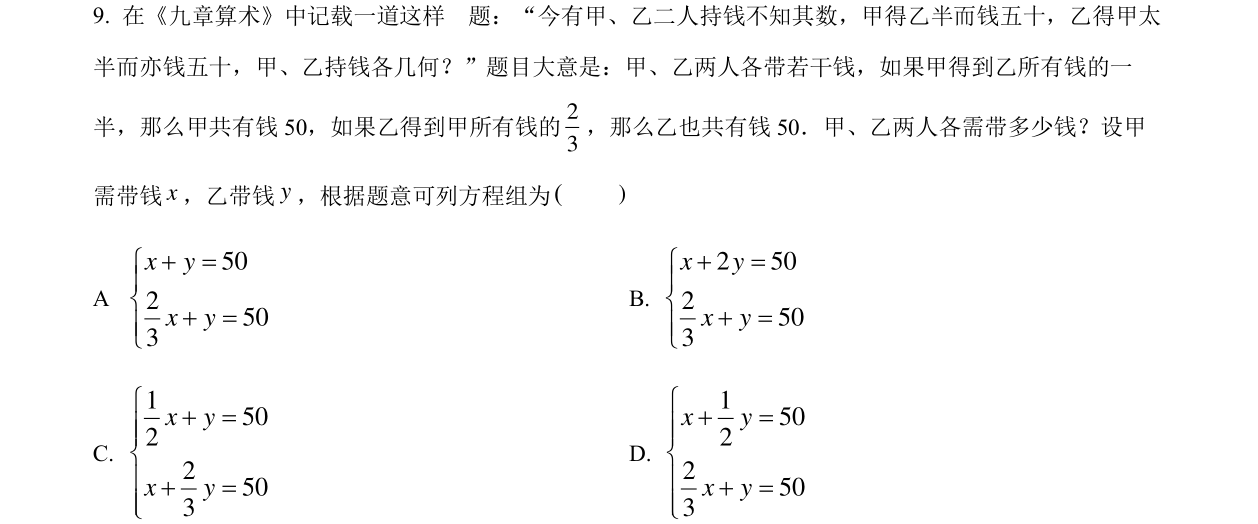 9. 在《九章算术》中记载一道这样 题：“今有甲、乙二人持钱不知其数，甲得乙半而钱五十，乙得甲太
半而亦钱五十，甲、乙持钱各几何？”题目大意是：甲、乙两人各带若干钱，如果甲得到乙所有钱的一
半，那么甲共有钱 50，如果乙得到甲所有钱的 2/3 ，那么乙也共有钱 50．甲、乙两人各需带多少钱？设甲
需带钱 x ，乙带钱 y ，根据题意可列方程组为( )
A { x + y = 50
2/3 x + y = 50
B. { x + 2y = 50
2/3 x + y = 50
C. { 1/2 x + y = 50
x + 2/3 y = 50
D. { x + 1/2 y = 50
2/3 x + y = 50